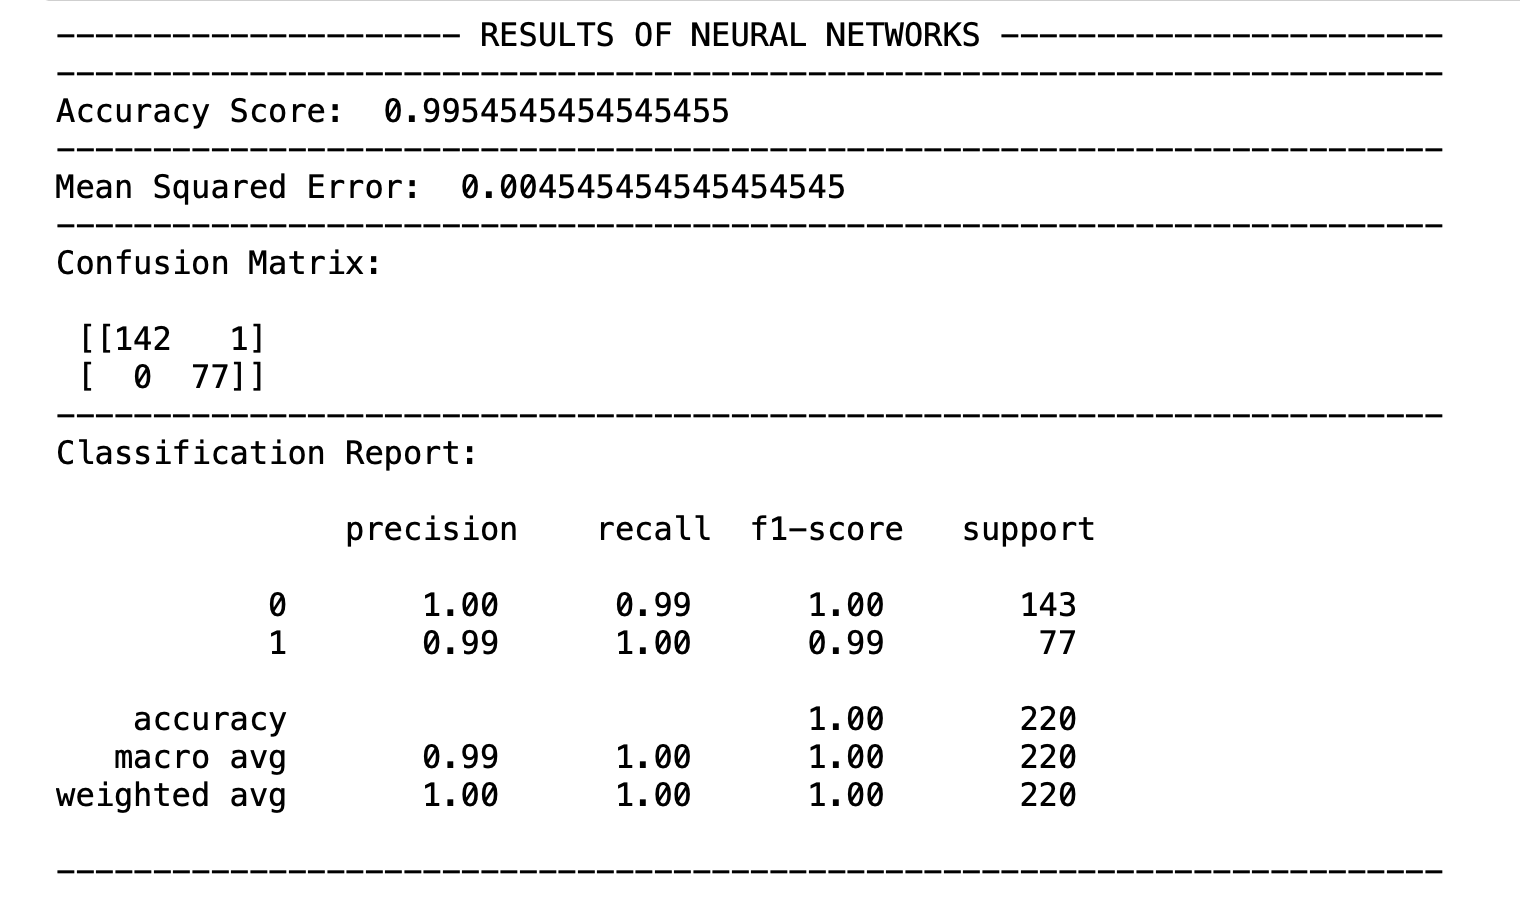 --------------------- RESULTS OF NEURAL NETWORKS -----------------------
------------------------------------------------------------------------
Accuracy Score:  0.9954545454545455
------------------------------------------------------------------------
Mean Squared Error:  0.004545454545454545
------------------------------------------------------------------------
Confusion Matrix:
[[142   1]
[  0  77]]
------------------------------------------------------------------------
Classification Report:
precision    recall  f1-score   support
0       1.00      0.99      1.00       143
1       0.99      1.00      0.99        77
accuracy                           1.00       220
macro avg       0.99      1.00      1.00       220
weighted avg       1.00      1.00      1.00       220
------------------------------------------------------------------------